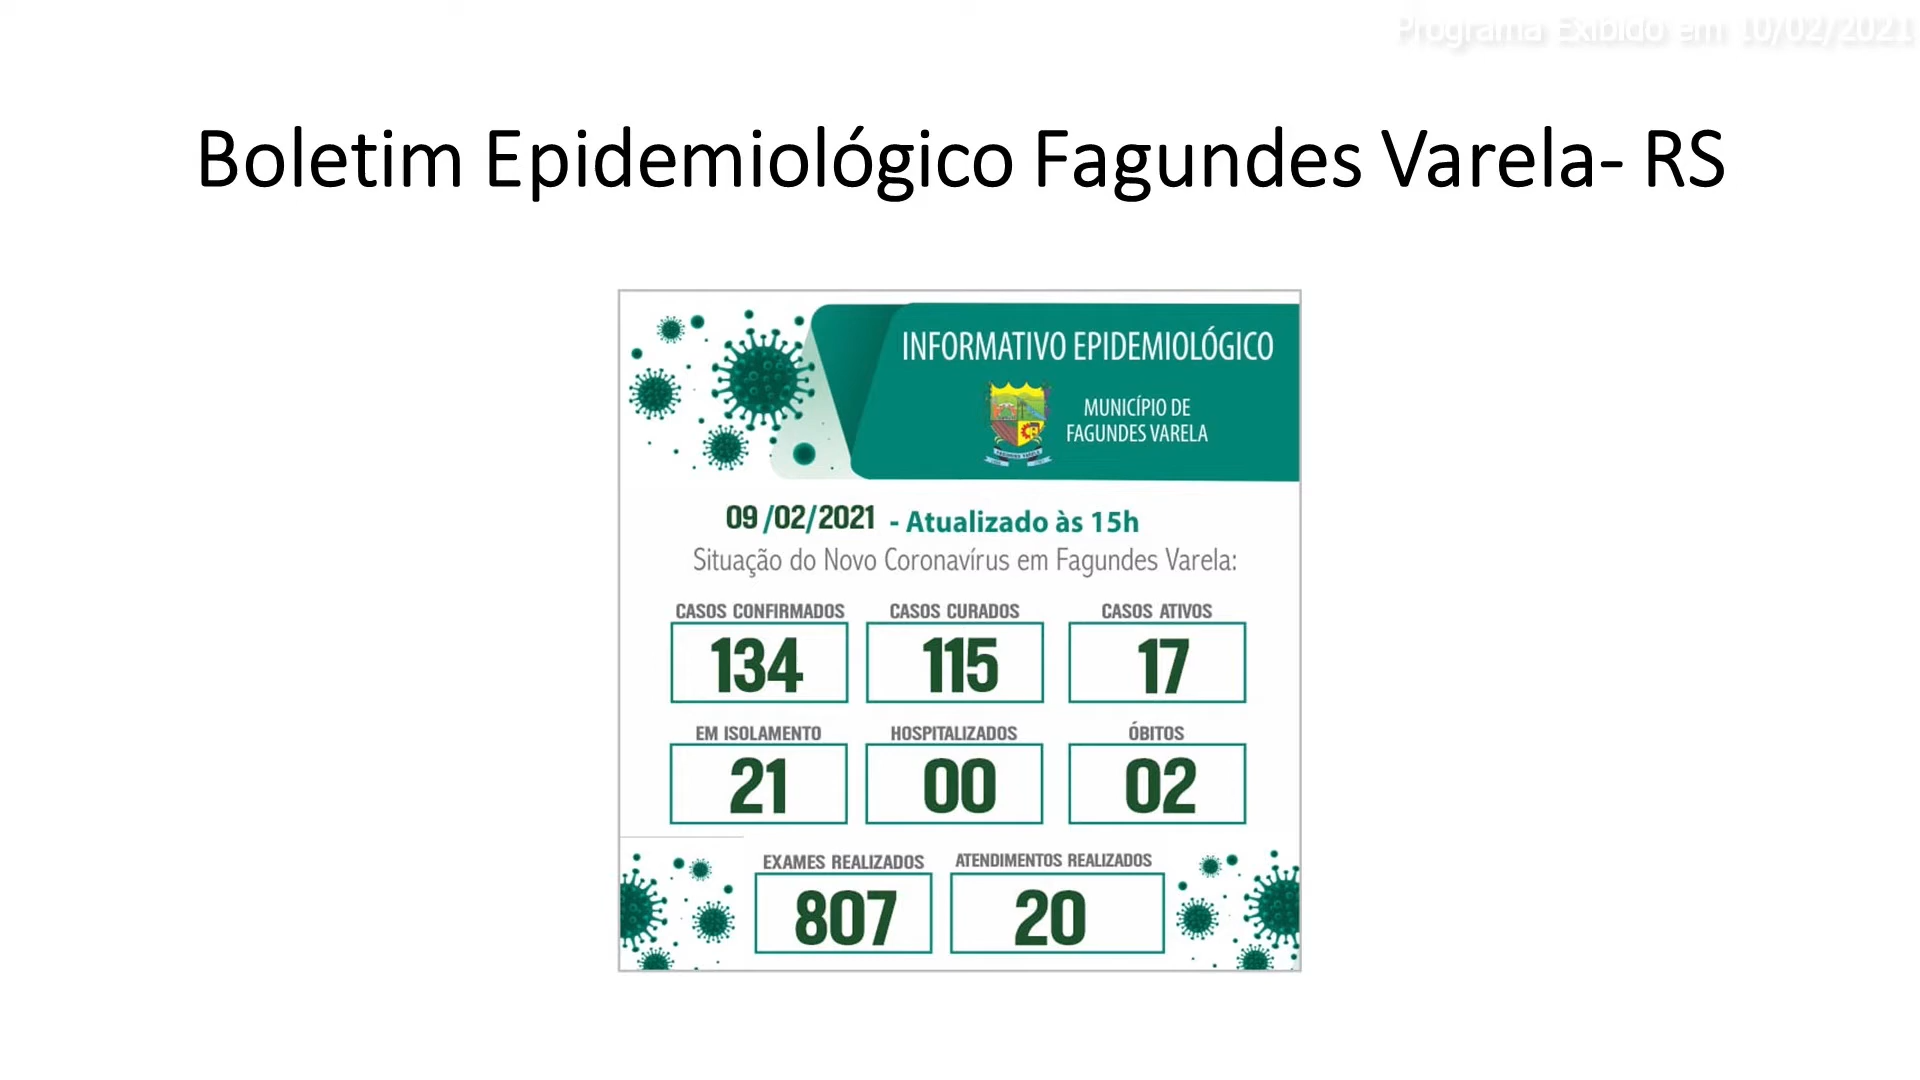 Programa Exibido em 10/02/2021
Boletim Epidemiológico Fagundes Varela- RS
INFORMATIVO EPIDEMIOLÓGICO
MUNICÍPIO DE
FAGUNDES VARELA
09/02/2021 - Atualizado às 15h
Situação do Novo Coronavírus em Fagundes Varela:
CASOS CONFIRMADOS CASOS CURADOS CASOS ATIVOS
134 115 17
EM ISOLAMENTO HOSPITALIZADOS ÓBITOS
21 00 02
EXAMES REALIZADOS ATENDIMENTOS REALIZADOS
807 20